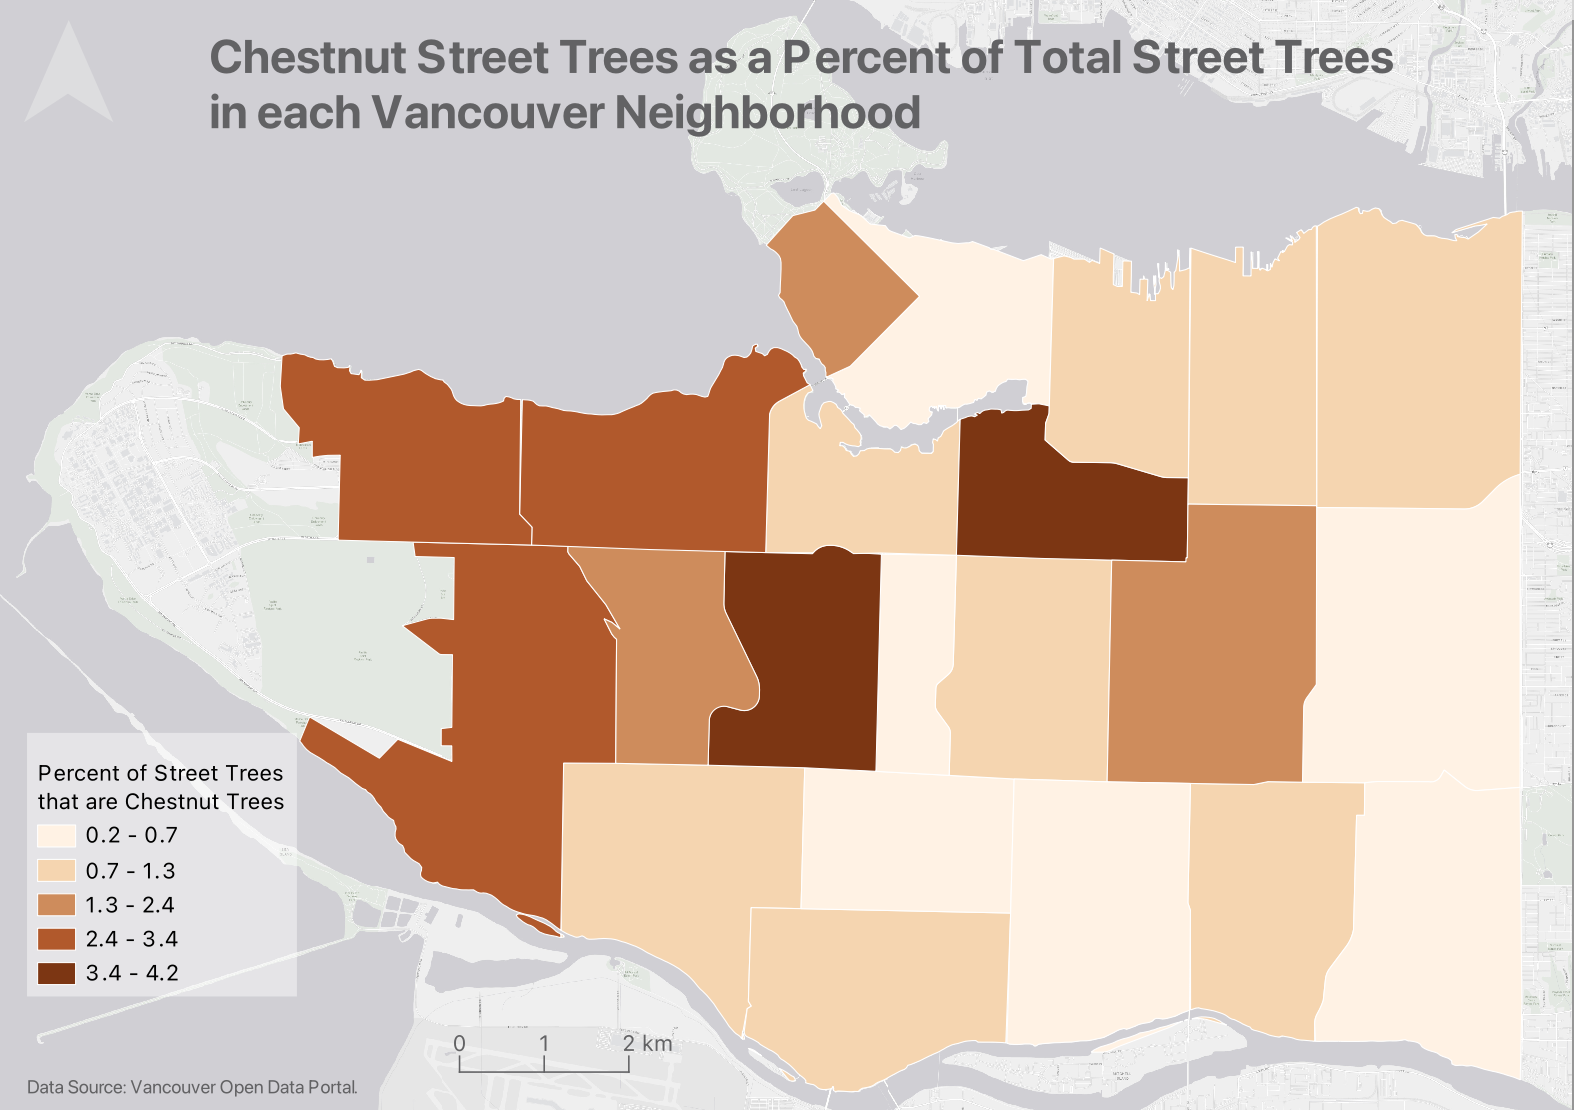 Chestnut Street Trees as a Percent of Total Street Trees
in each Vancouver Neighborhood
Percent of Street Trees
that are Chestnut Trees
0.2 - 0.7
0.7 - 1.3
1.3 - 2.4
2.4 - 3.4
3.4 - 4.2
0 1 2 km
Data Source: Vancouver Open Data Portal.